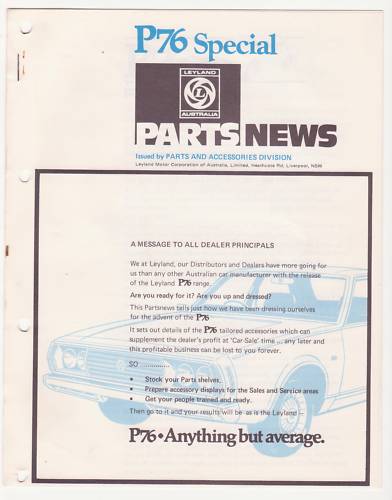 P76 Special
LEYLAND
L
AUSTRALIA
PARTS NEWS
Issued by PARTS AND ACCESSORIES DIVISION
Leyland Motor Corporation of Australia, Limited, Heathcote Rd, Liverpool, NSW
A MESSAGE TO ALL DEALER PRINCIPALS
We at Leyland, our Distributors and Dealers have more going for
us than any other Australian car manufacturer with the release
of the Leyland P76 range.
Are you ready for it? Are you up and dressed?
This Partsnews tells just how we have been dressing ourselves
for the advent of the P76
It sets out details of the P76 tailored accessories which can
supplement the dealer's profit at 'Car Sale' time ... any later and
this profitable business can be lost to you forever.
SO ..............
• Stock your Parts shelves.
• Prepare accessory displays for the Sales and Service areas
• Get your people trained and ready.
Then go to it and your results will be as is the Leyland —
P76•Anything but average.